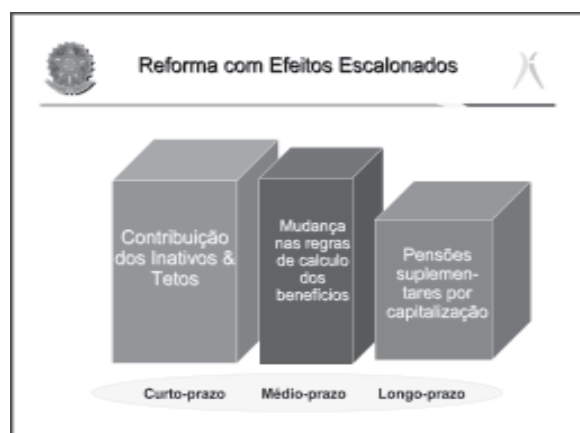 Reforma com Efeitos Escalonados
Contribuição
dos Inativos &
Tetos
Mudança
nas regras
de calculo
dos
benefícios
Pensões
suplemen-
tares por
capitalização
Curto-prazo Médio-prazo Longo-prazo